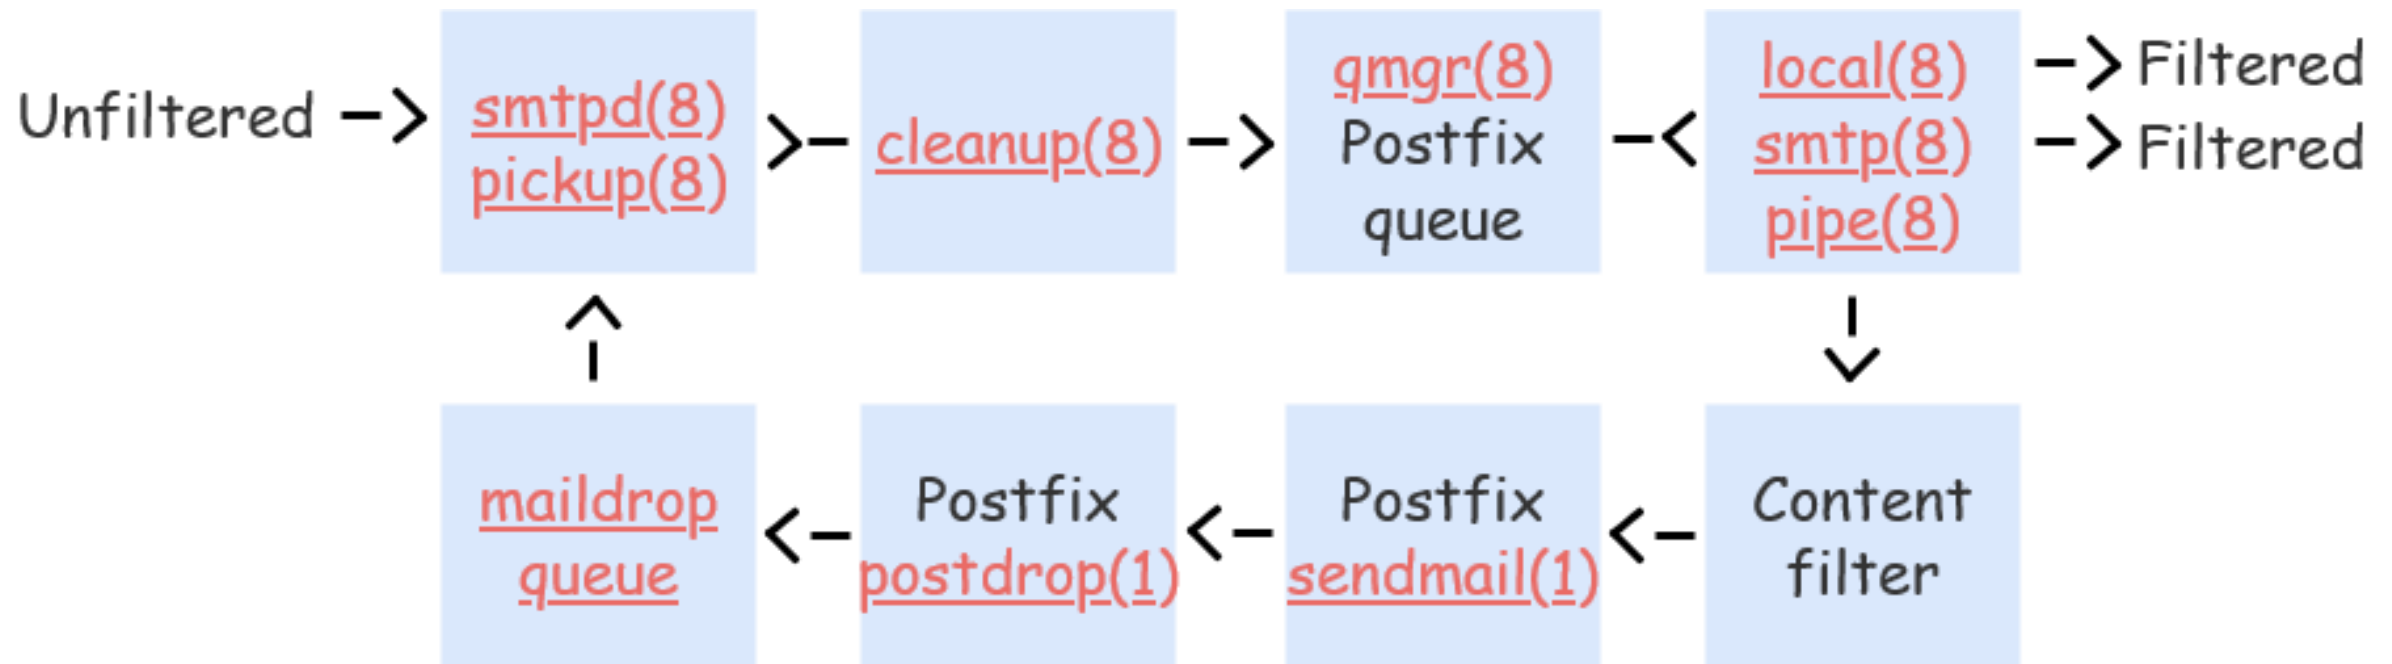 Unfiltered
smtpd(8)
pickup(8)
cleanup(8)
qmgr(8)
Postfix
queue
local(8)
smtp(8)
pipe(8)
Filtered
Filtered
maildrop
queue
Postfix
postdrop(1)
Postfix
sendmail(1)
Content
filter